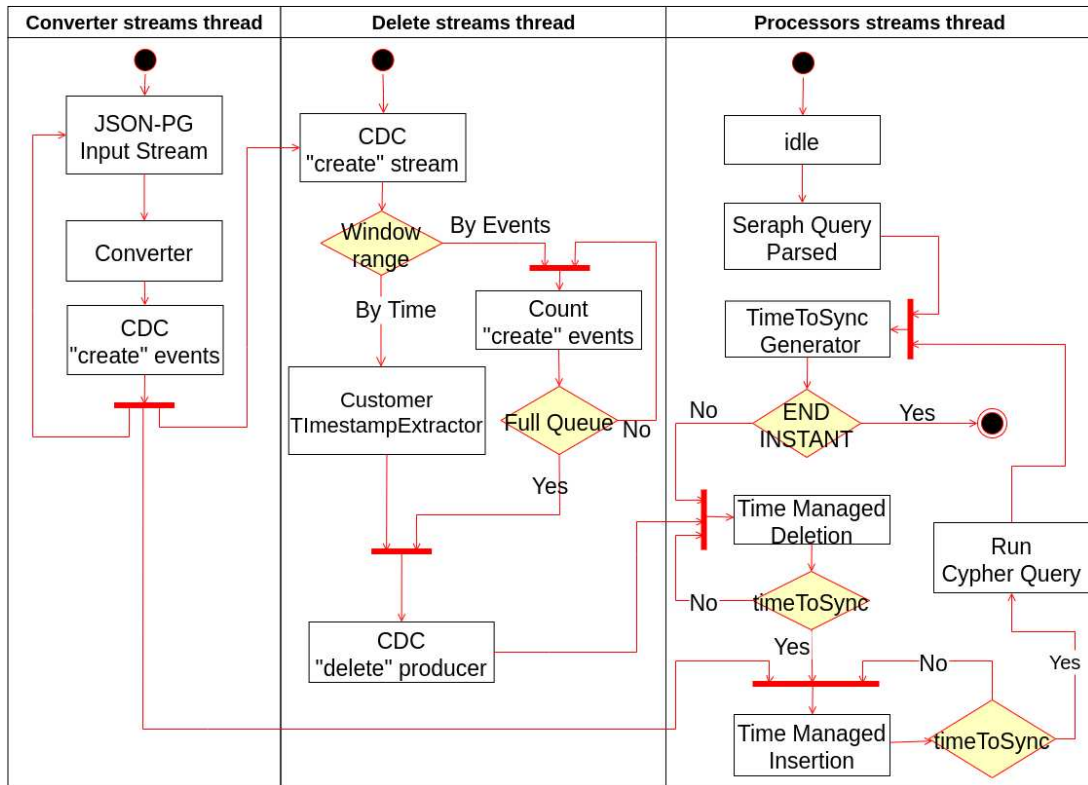 Converter streams thread
Delete streams thread
Processors streams thread
JSON-PG
Input Stream
Converter
CDC
"create" events
CDC
"create" stream
Window
range
By Events
By Time
Count
"create" events
Customer
TImestampExtractor
Full Queue
No
Yes
CDC
"delete" producer
idle
Seraph Query
Parsed
TimeToSync
Generator
No
END
INSTANT
Yes
Time Managed
Deletion
No
timeToSync
Yes
Run
Cypher Query
No
Yes
Time Managed
Insertion
timeToSync